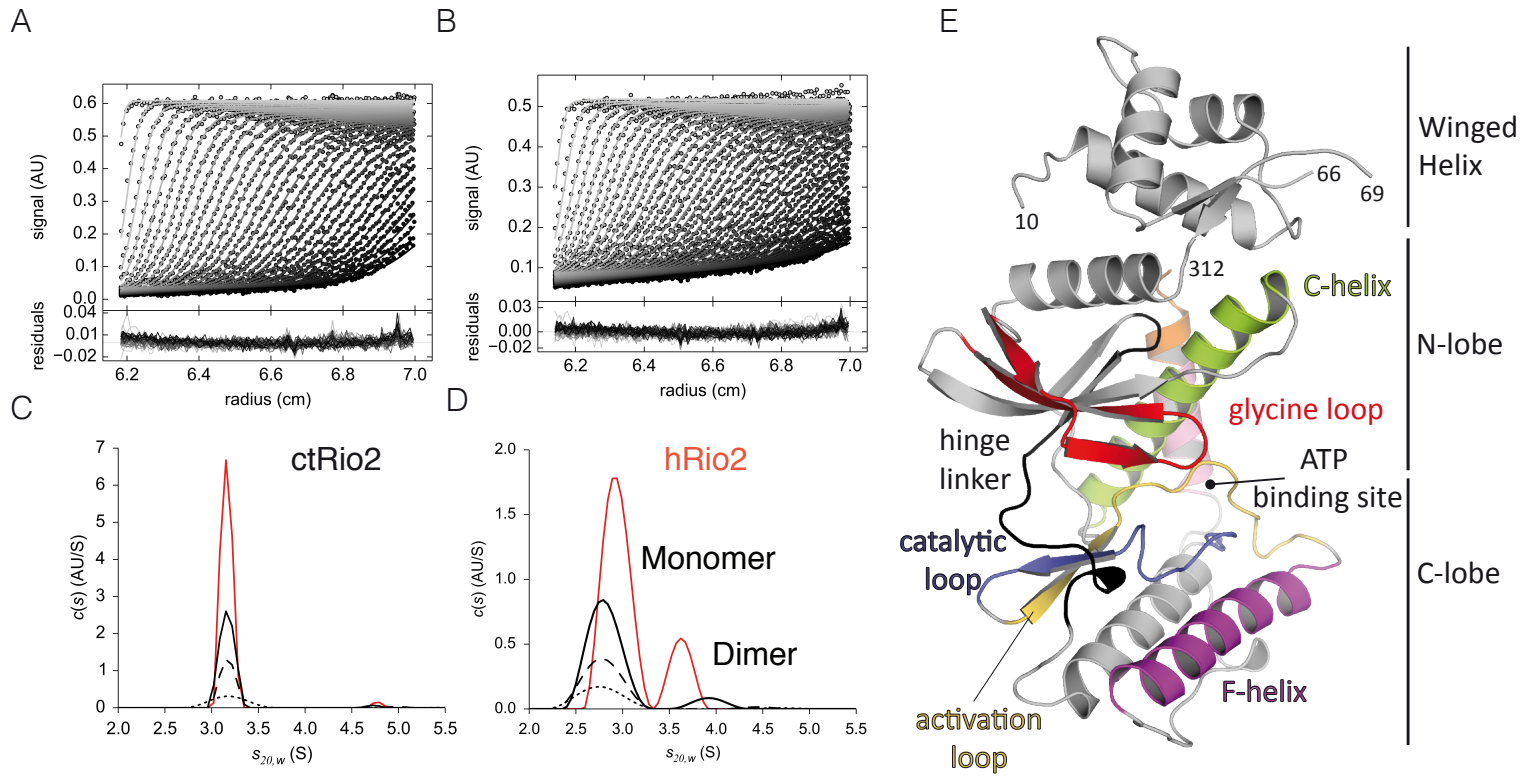 A
signal (AU)
0.6
0.5
0.4
0.3
0.2
0.1
0.0
residuals
0.04
0.01
−0.02
6.2 6.4 6.6 6.8 7.0
radius (cm)
B
signal (AU)
0.5
0.4
0.3
0.2
0.1
residuals
0.03
0.00
−0.02
6.2 6.4 6.6 6.8 7.0
radius (cm)
C
ctRio2
c(s) (AU/S)
7
6
5
4
3
2
1
0
2.0 2.5 3.0 3.5 4.0 4.5 5.0 5.5
s20,w (S)
D
hRio2
Monomer
Dimer
c(s) (AU/S)
2.0
1.5
1.0
0.5
0.0
2.0 2.5 3.0 3.5 4.0 4.5 5.0 5.5
s20,w (S)
E
10
66
69
312
Winged
Helix
C-helix
N-lobe
glycine loop
hinge
linker
ATP
binding site
catalytic
loop
C-lobe
F-helix
activation
loop